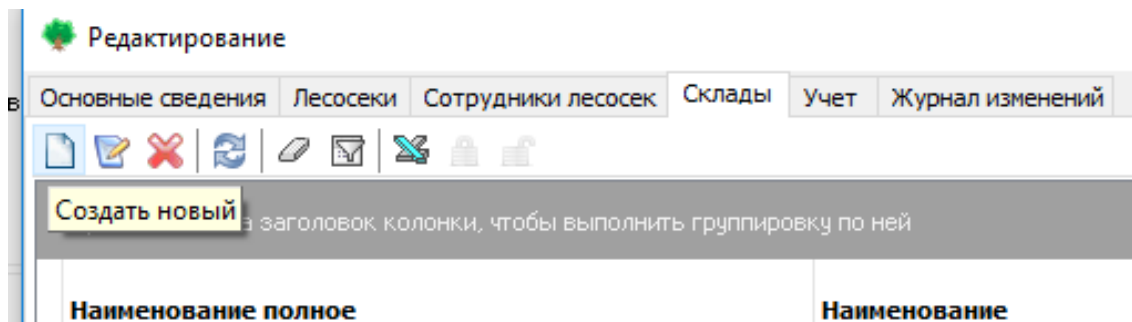 Редактирование
в
Основные сведения Лесосеки Сотрудники лесосек Склады Учет Журнал изменений
Создать новый
заголовок колонки, чтобы выполнить группировку по ней
Наименование полное Наименование